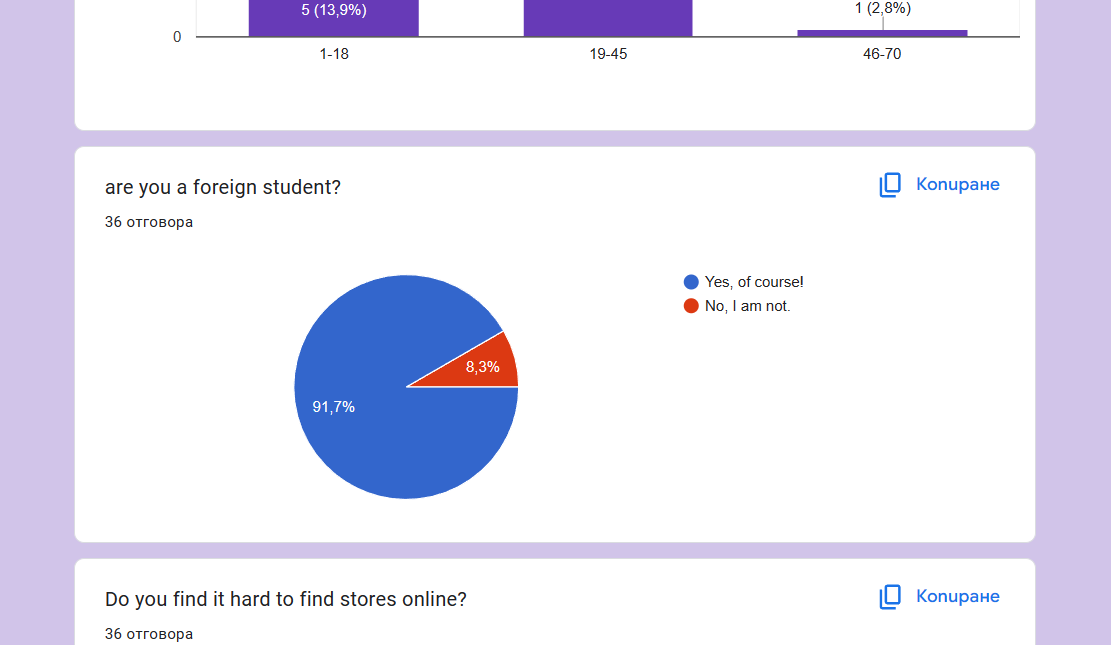 5 (13,9%)
1 (2,8%)
0
1-18
19-45
46-70
are you a foreign student?
Копиране
36 отговора
Yes, of course!
No, I am not.
8,3%
91,7%
Do you find it hard to find stores online?
Копиране
36 отговора